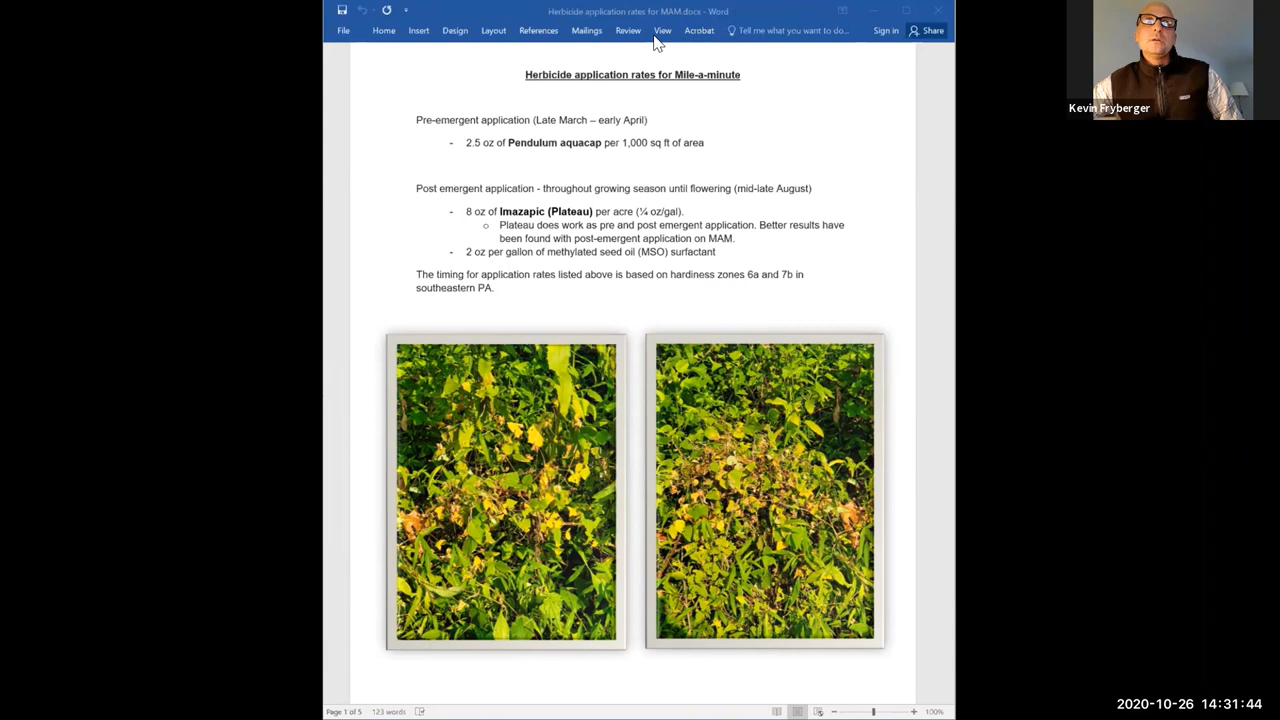 Herbicide application rates for MAM.docx - Word
File Home Insert Design Layout References Mailings Review View Acrobat Tell me what you want to do... Sign in Share
Kevin Fryberger
Herbicide application rates for Mile-a-minute
Pre-emergent application (Late March – early April)
- 2.5 oz of Pendulum aquacap per 1,000 sq ft of area
Post emergent application - throughout growing season until flowering (mid-late August)
- 8 oz of Imazapic (Plateau) per acre (¼ oz/gal).
o Plateau does work as pre and post emergent application. Better results have
been found with post-emergent application on MAM.
- 2 oz per gallon of methylated seed oil (MSO) surfactant
The timing for application rates listed above is based on hardiness zones 6a and 7b in
southeastern PA.
Page 1 of 5 123 words 100%
2020-10-26 14:31:44